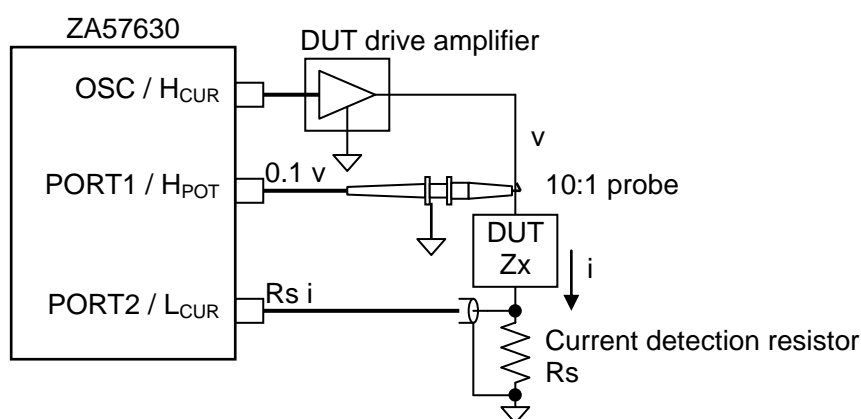 ZA57630
DUT drive amplifier
OSC / HCUR
v
PORT1 / HPOT
0.1 v
10:1 probe
DUT
Zx
i
PORT2 / LCUR
Rs i
Current detection resistor
Rs